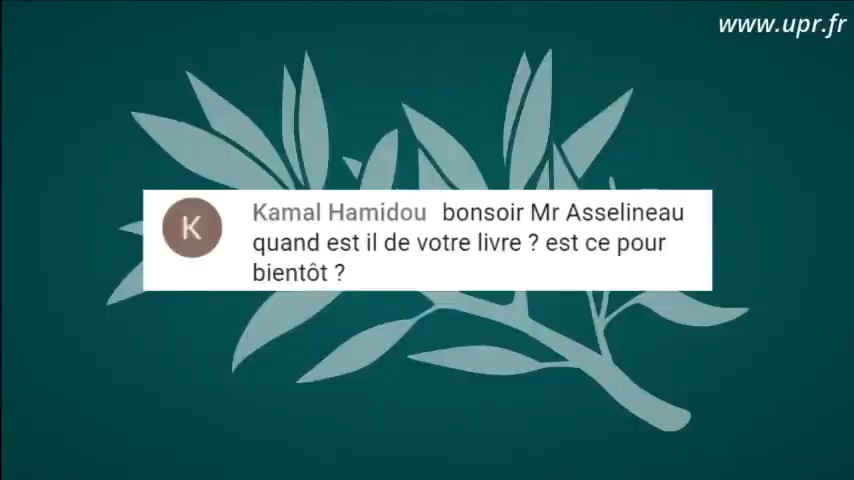 www.upr.fr
K
Kamal Hamidou bonsoir Mr Asselineau
quand est il de votre livre ? est ce pour
bientôt ?